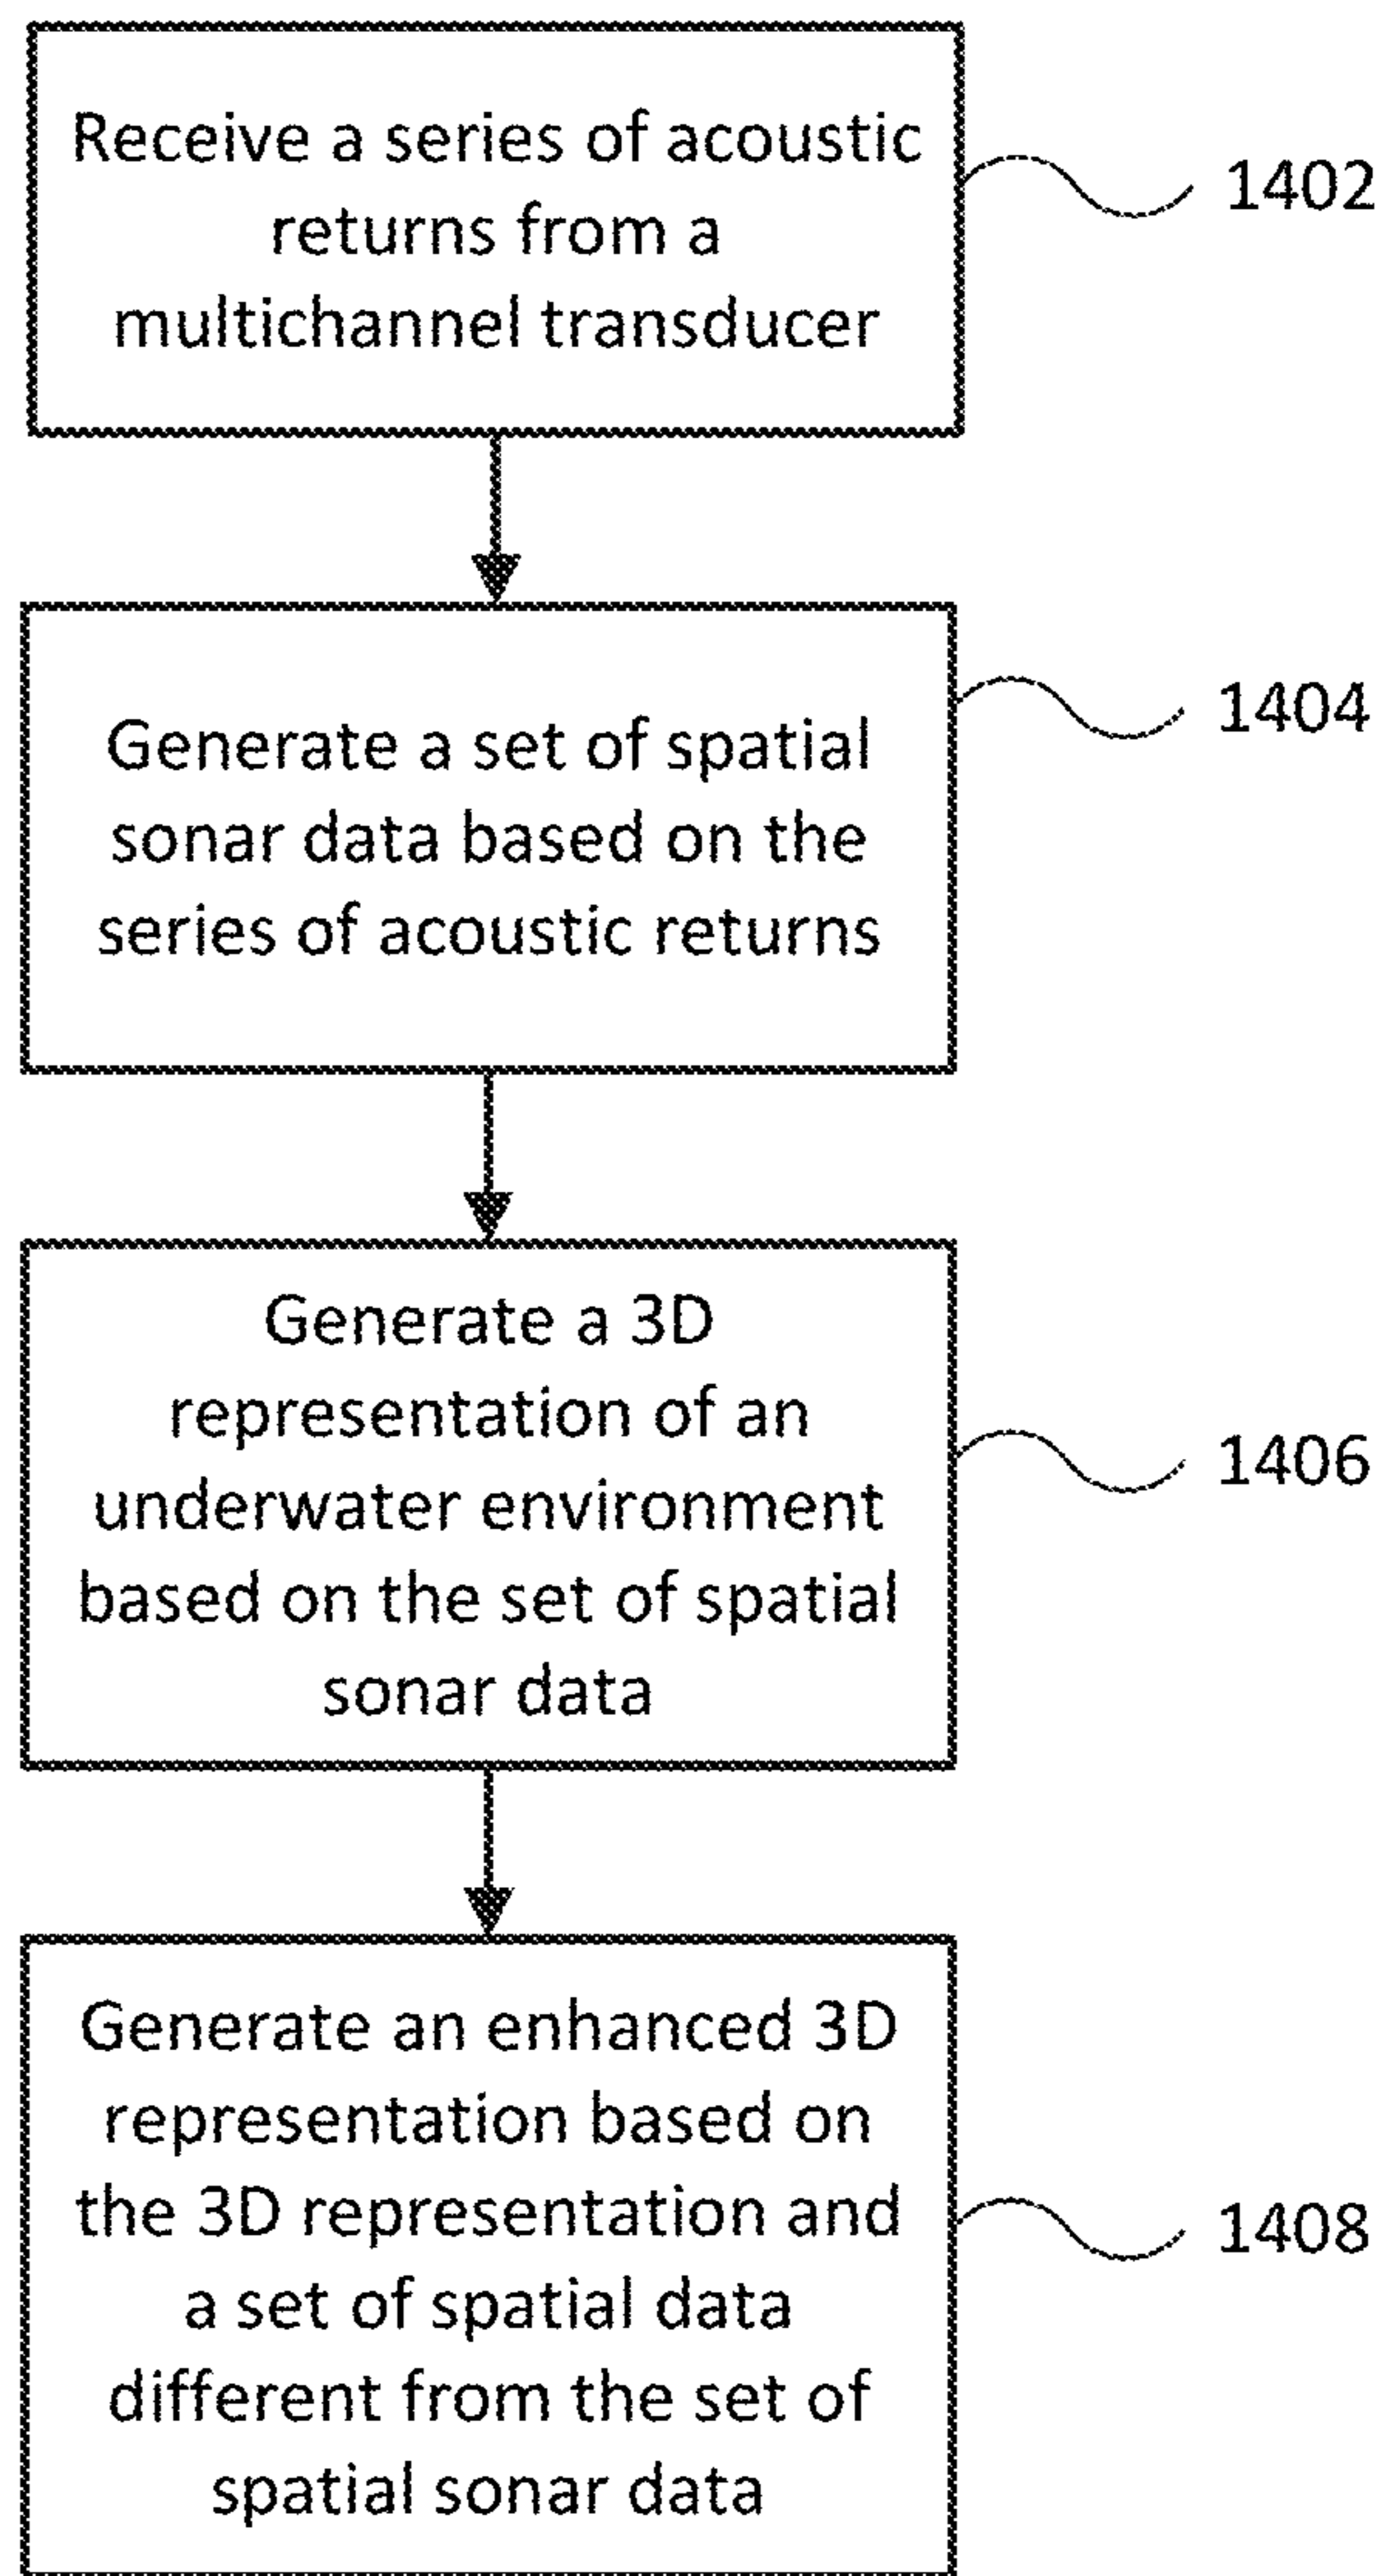 Receive a series of acoustic
returns from a
multichannel transducer
1402
Generate a set of spatial
sonar data based on the
series of acoustic returns
1404
Generate a 3D
representation of an
underwater environment
based on the set of spatial
sonar data
1406
Generate an enhanced 3D
representation based on
the 3D representation and
a set of spatial data
different from the set of
spatial sonar data
1408